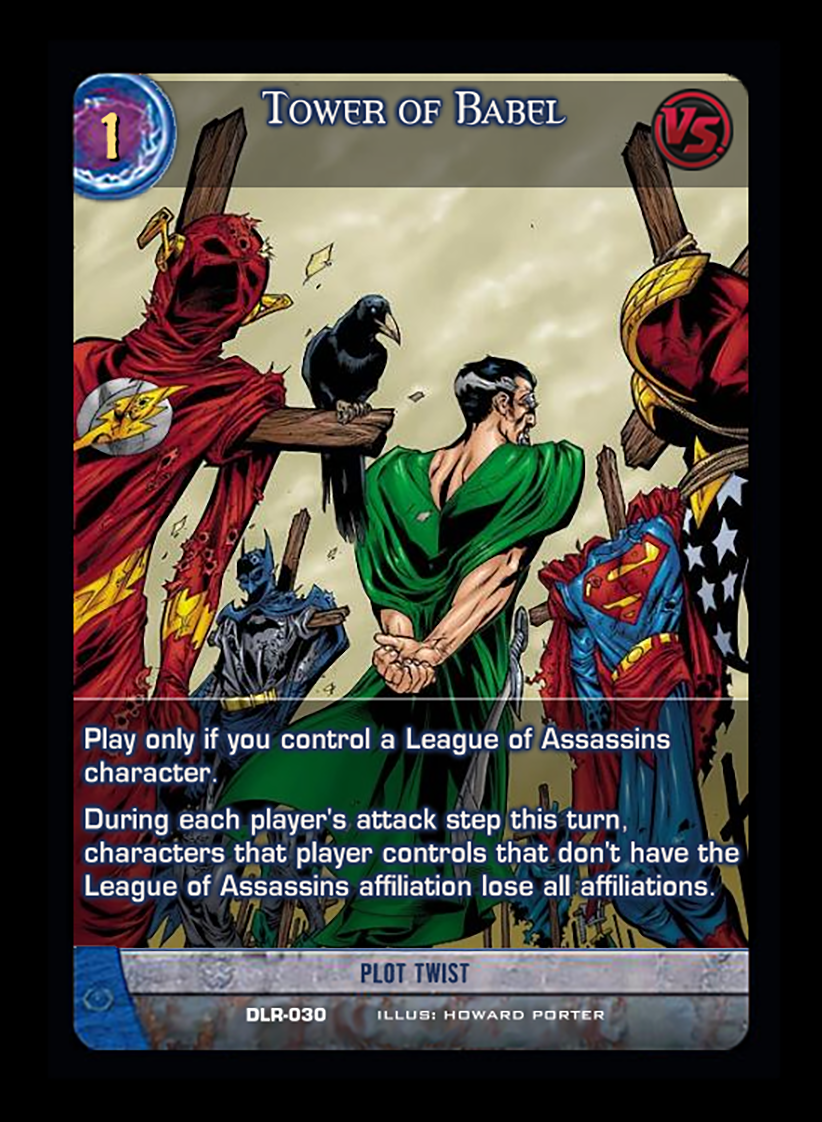 1
Tower of Babel
VS.
Play only if you control a League of Assassins
character.
During each player's attack step this turn,
characters that player controls that don't have the
League of Assassins affiliation lose all affiliations.
PLOT TWIST
DLR-030 ILLUS: HOWARD PORTER